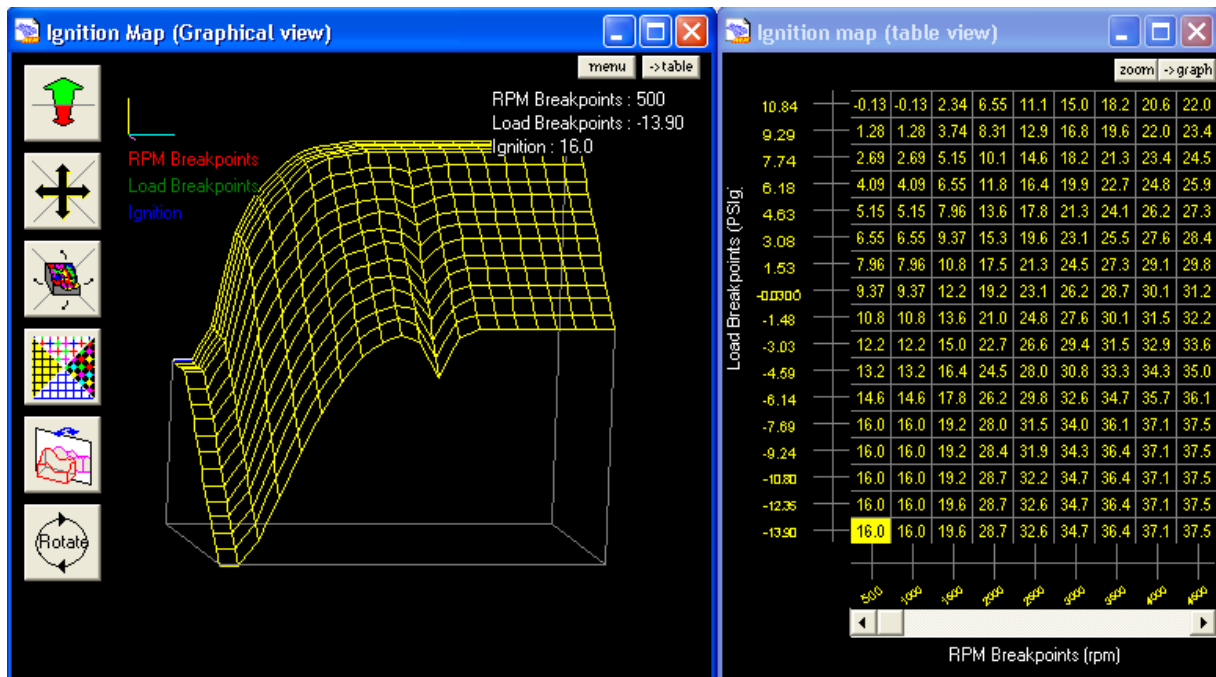 Ignition Map (Graphical view)
menu ->table
RPM Breakpoints : 500
Load Breakpoints : -13.90
Ignition : 16.0
RPM Breakpoints
Load Breakpoints
Ignition
Rotate
Ignition map (table view)
zoom ->graph
Load Breakpoints (PSIg)
10.84 -0.13 -0.13 2.34 6.55 11.1 15.0 18.2 20.6 22.0
9.29 1.28 1.28 3.74 8.31 12.9 16.8 19.6 22.0 23.4
7.74 2.69 2.69 5.15 10.1 14.6 18.2 21.3 23.4 24.5
6.18 4.09 4.09 6.55 11.8 16.4 19.9 22.7 24.8 25.9
4.63 5.15 5.15 7.96 13.6 17.8 21.3 24.1 26.2 27.3
3.08 6.55 6.55 9.37 15.3 19.6 23.1 25.5 27.6 28.4
1.53 7.96 7.96 10.8 17.5 21.3 24.5 27.3 29.1 29.8
-0.0300 9.37 9.37 12.2 19.2 23.1 26.2 28.7 30.1 31.2
-1.48 10.8 10.8 13.6 21.0 24.8 27.6 30.1 31.5 32.2
-3.03 12.2 12.2 15.0 22.7 26.6 29.4 31.5 32.9 33.6
-4.59 13.2 13.2 16.4 24.5 28.0 30.8 33.3 34.3 35.0
-6.14 14.6 14.6 17.8 26.2 29.8 32.6 34.7 35.7 36.1
-7.69 16.0 16.0 19.2 28.0 31.5 34.0 36.1 37.1 37.5
-9.24 16.0 16.0 19.2 28.4 31.9 34.3 36.4 37.1 37.5
-10.80 16.0 16.0 19.2 28.7 32.2 34.7 36.4 37.1 37.5
-12.35 16.0 16.0 19.6 28.7 32.6 34.7 36.4 37.1 37.5
-13.90 16.0 16.0 19.6 28.7 32.6 34.7 36.4 37.1 37.5
500 1000 1500 2000 2500 3000 3500 4000 4500
RPM Breakpoints (rpm)